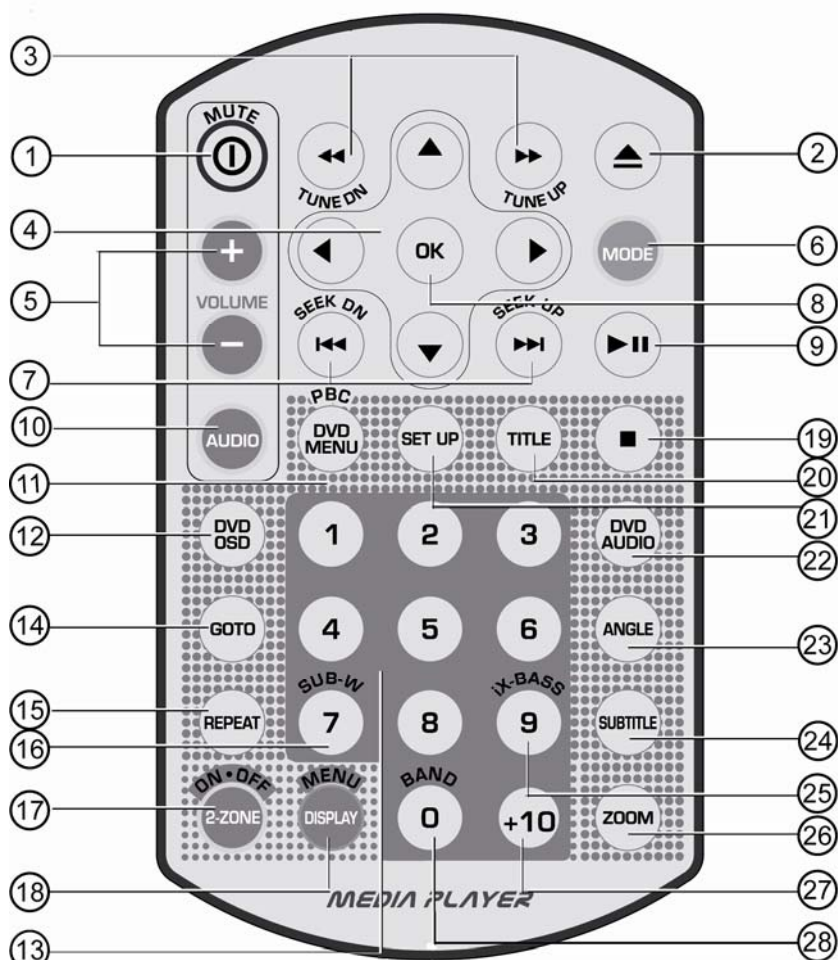 3
MUTE
1
2
TUNE DN
TUNE UP
4
OK
MODE
6
+
5
VOLUME
8
SEEK DN
SEEK UP
-
9
7
PBC
10
AUDIO
DVD
MENU
SET UP
TITLE
19
11
20
12
DVD
OSD
1
2
3
DVD
AUDIO
21
22
14
GOTO
4
5
6
ANGLE
23
SUB-W
iX-BASS
15
REPEAT
7
8
9
SUBTITLE
24
16
ON•OFF
MENU
BAND
25
17
2-ZONE
DISPLAY
0
+10
ZOOM
26
18
MEDIA PLAYER
27
13
28